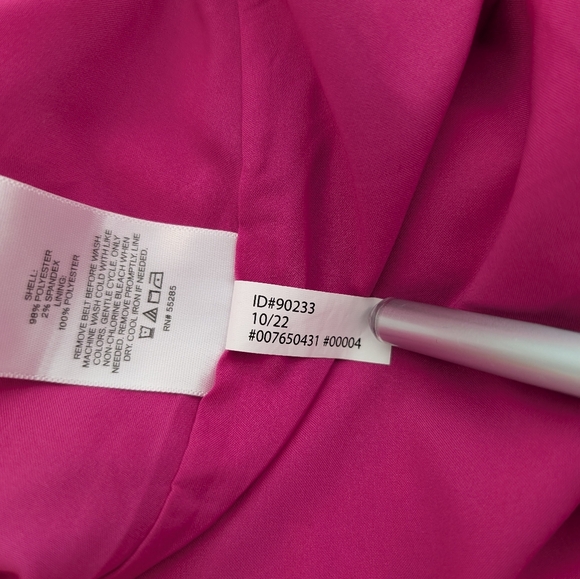 SHELL:
98% POLYESTER
2% SPANDEX
LINING:
100% POLYESTER
REMOVE BELT BEFORE WASH.
MACHINE WASH COLD WITH LIKE
COLORS. GENTLE CYCLE. ONLY
NON-CHLORINE BLEACH WHEN
NEEDED. REMOVE PROMPTLY. LINE
DRY. COOL IRON IF NEEDED.
RN# 55285
ID#90233
10/22
#007650431 #00004